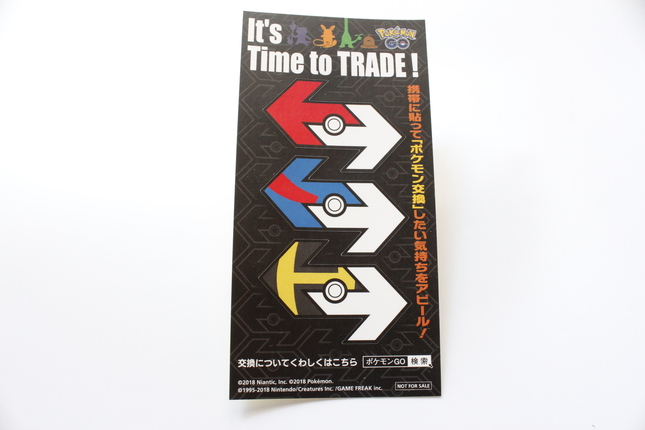 It's
Pokémon
GO
Time to TRADE!
携帯に貼って「ポケモン交換」したい気持ちをアピール!
交換についてくわしくはこちら ポケモンGO 検索
©2018 Niantic, Inc. ©2018 Pokémon.
©1995-2018 Nintendo/Creatures Inc. /GAME FREAK inc.
NOT FOR SALE